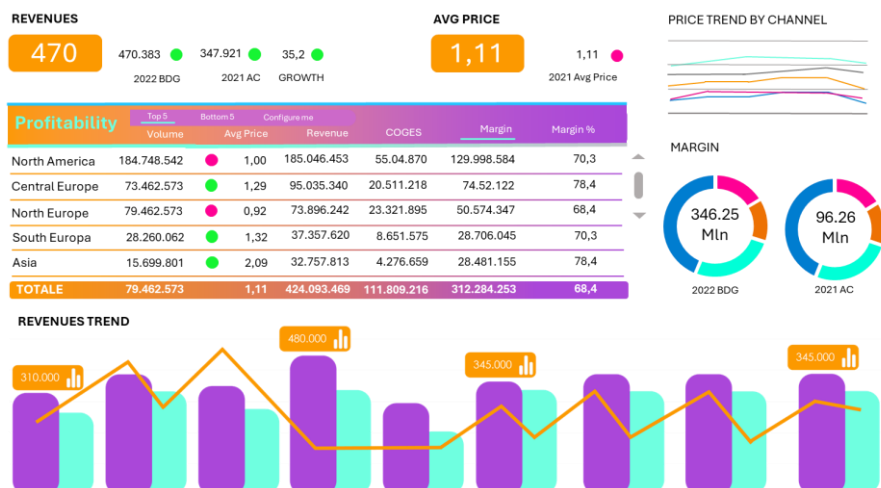 REVENUES
470
470.383
2022 BDG
347.921
2021 AC
35,2
GROWTH
AVG PRICE
1,11
1,11
2021 Avg Price
PRICE TREND BY CHANNEL
Profitability
Top 5 Bottom 5 Configure me
Volume Avg Price Revenue COGES Margin Margin %
North America 184.748.542 1,00 185.046.453 55.04.870 129.998.584 70,3
Central Europe 73.462.573 1,29 95.035.340 20.511.218 74.52.122 78,4
North Europe 79.462.573 0,92 73.896.242 23.321.895 50.574.347 68,4
South Europa 28.260.062 1,32 37.357.620 8.651.575 28.706.045 70,3
Asia 15.699.801 2,09 32.757.813 4.276.659 28.481.155 78,4
TOTALE 79.462.573 1,11 424.093.469 111.809.216 312.284.253 68,4
MARGIN
346.25
Mln
2022 BDG
96.26
Mln
2021 AC
REVENUES TREND
310.000
480.000
345.000
345.000